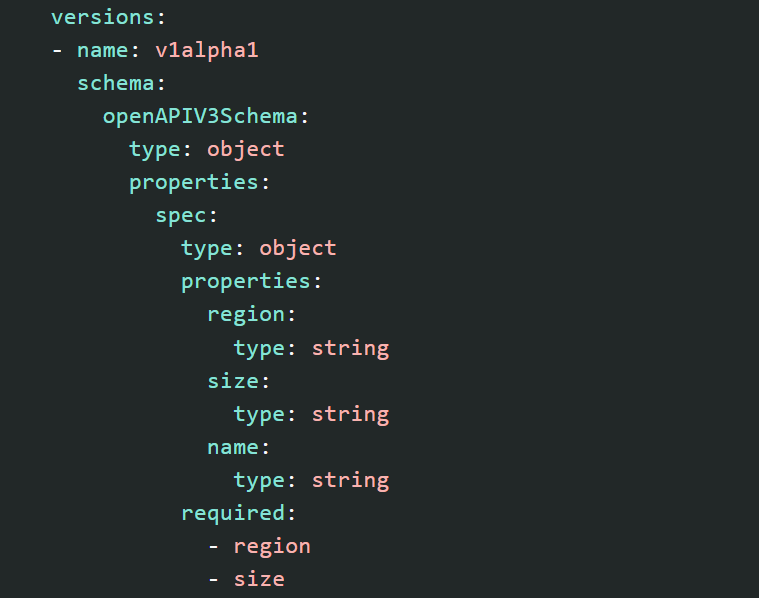 versions:
- name: v1alpha1
  schema:
    openAPIV3Schema:
      type: object
      properties:
        spec:
          type: object
          properties:
            region:
              type: string
            size:
              type: string
            name:
              type: string
          required:
            - region
            - size